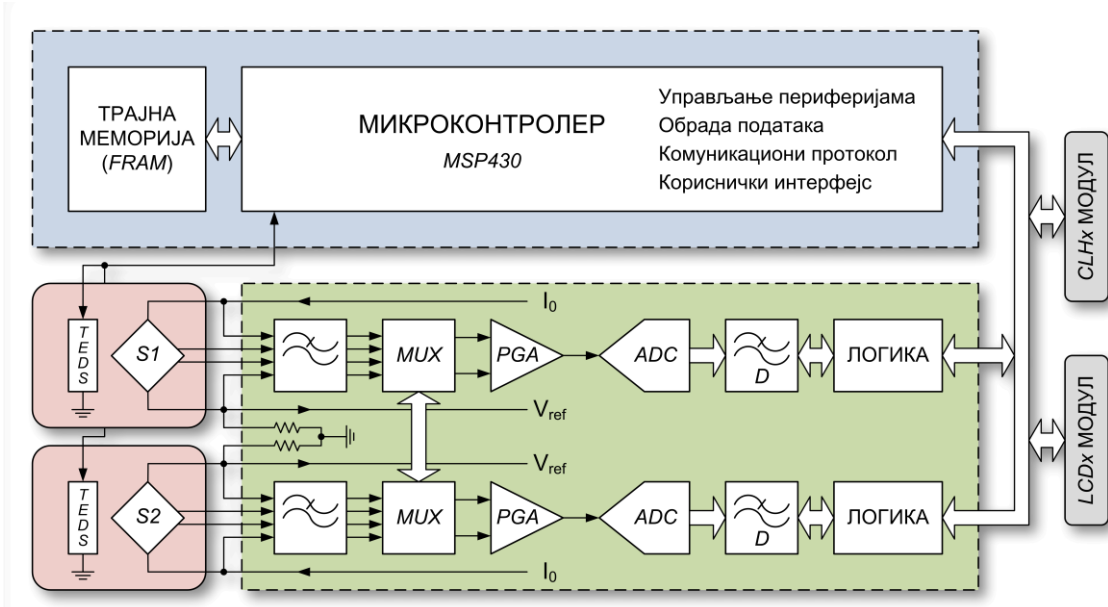 ТРАЈНА
МЕМОРИЈА
(FRAM)
МИКРОКОНТРОЛЕР
MSP430
Управљање периферијама
Обрада података
Комуникациони протокол
Кориснички интерфејс
CLHx МОДУЛ
LCDx МОДУЛ
TEDS
S1
I0
MUX
PGA
ADC
D
ЛОГИКА
Vref
Vref
TEDS
S2
MUX
PGA
ADC
D
ЛОГИКА
I0